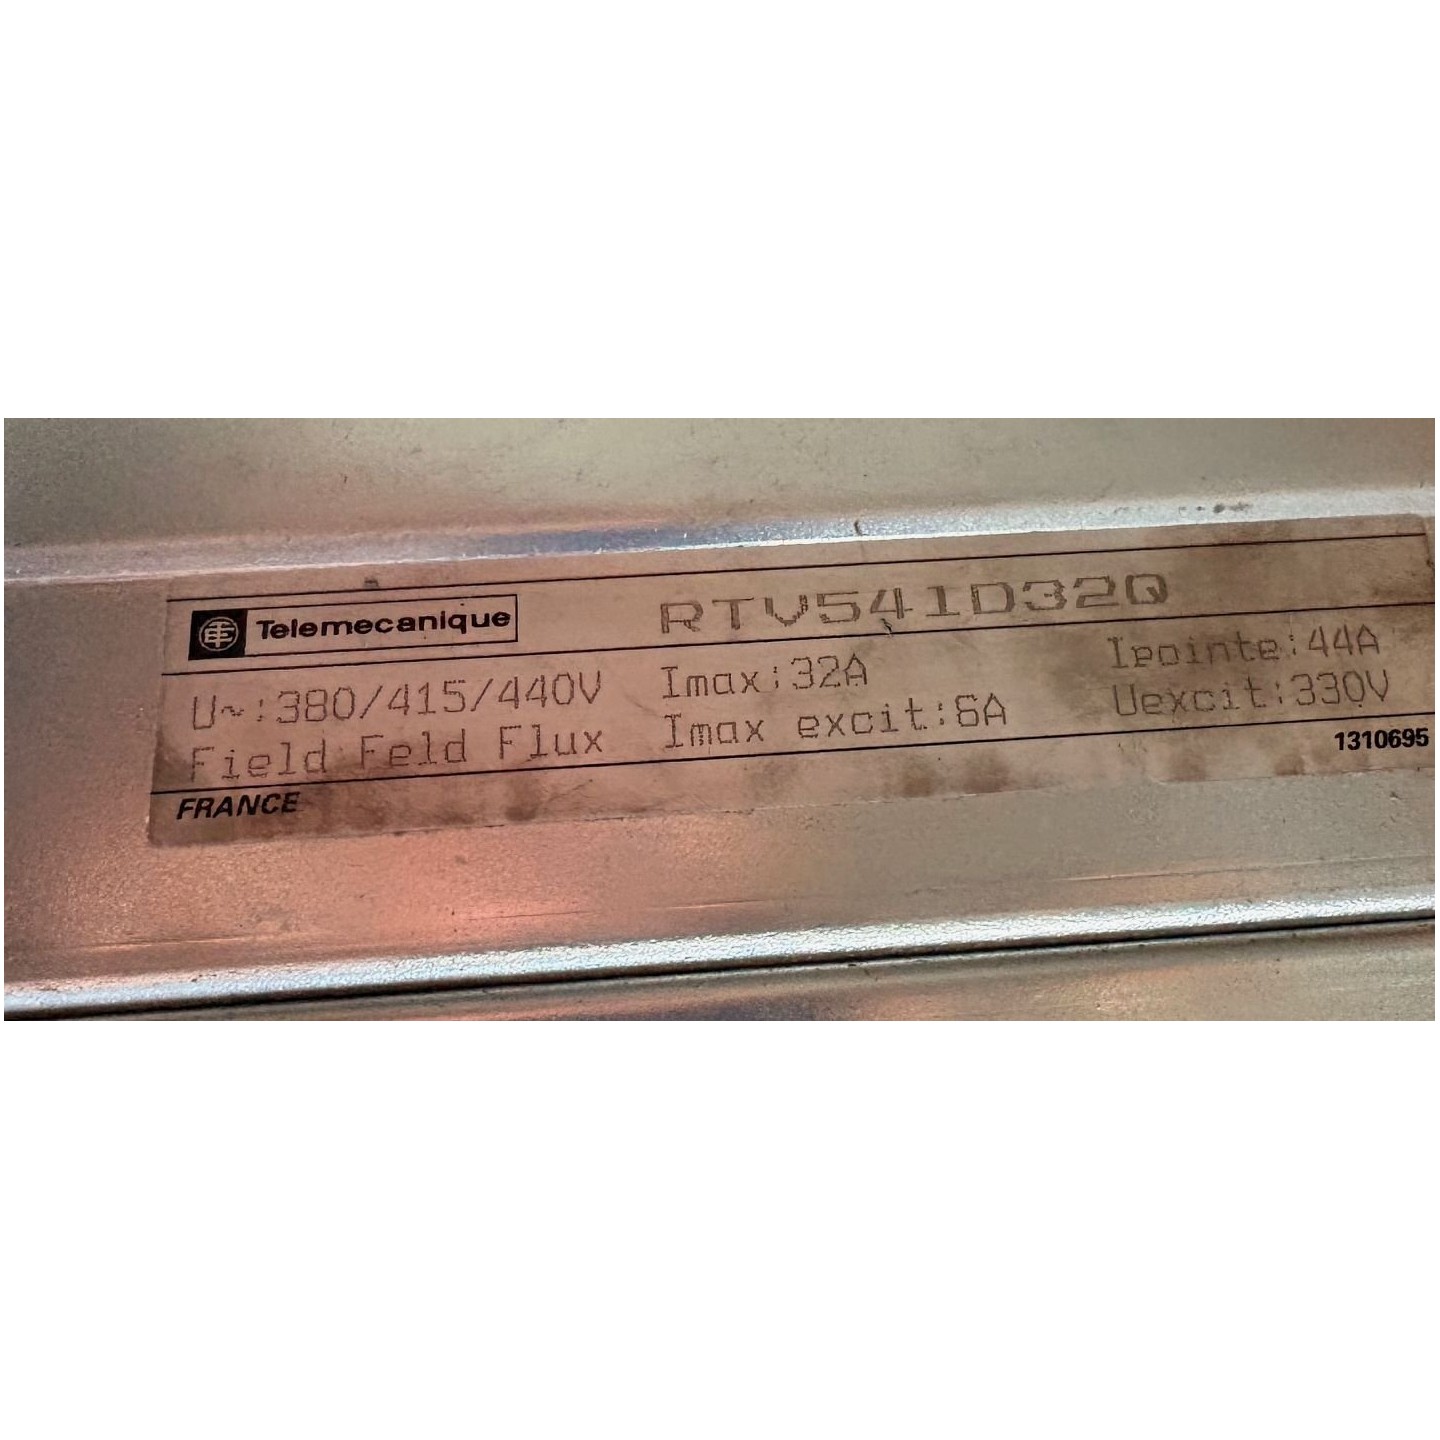 Telemecanique RTV541D32Q
U~:380/415/440V Imax:32A Ipointe:44A
Field Feld Flux Imax excit:6A Uexcit:330V
FRANCE 1310695